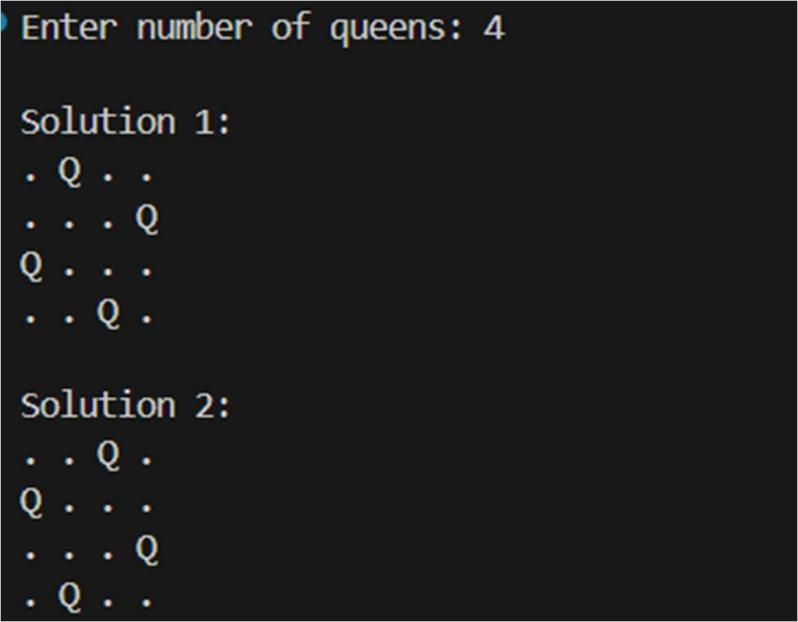 Enter number of queens: 4
Solution 1:
. Q . .
. . . Q
Q . . .
. . Q .
Solution 2:
. . Q .
Q . . .
. . . Q
. Q . .